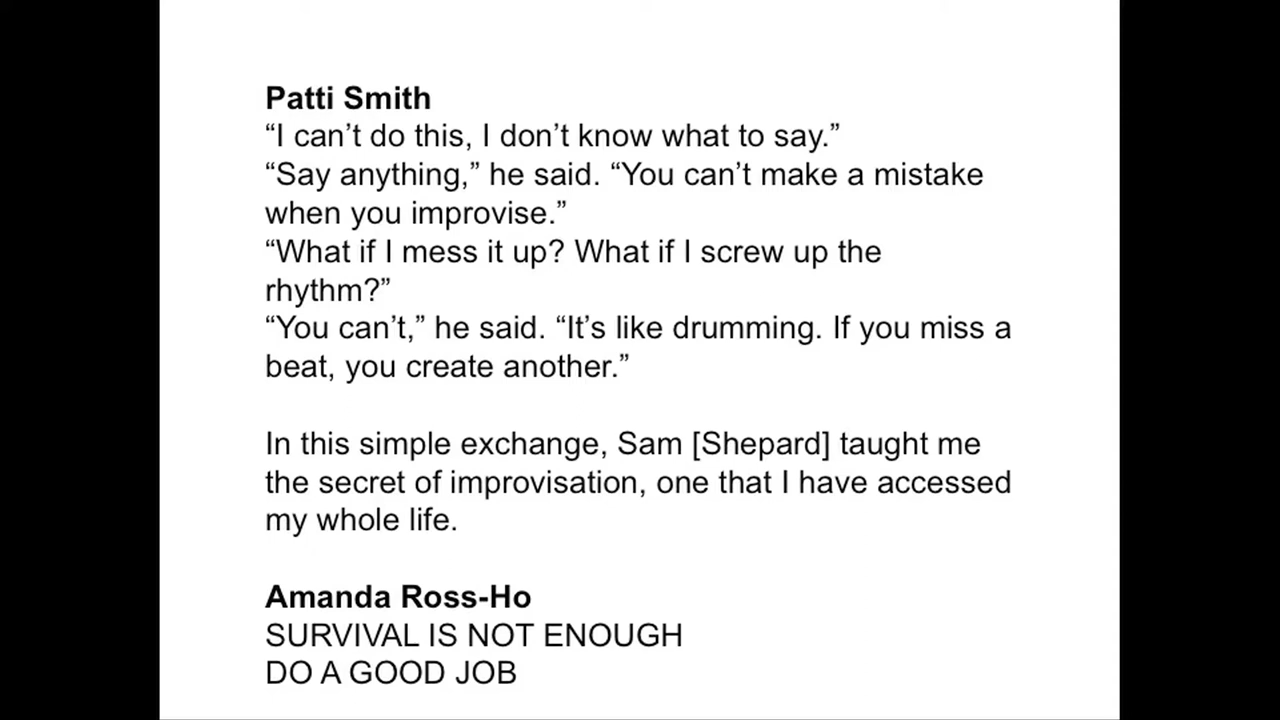 Patti Smith
“I can’t do this, I don’t know what to say.”
“Say anything,” he said. “You can’t make a mistake
when you improvise.”
“What if I mess it up? What if I screw up the
rhythm?”
“You can’t,” he said. “It’s like drumming. If you miss a
beat, you create another.”
In this simple exchange, Sam [Shepard] taught me
the secret of improvisation, one that I have accessed
my whole life.
Amanda Ross-Ho
SURVIVAL IS NOT ENOUGH
DO A GOOD JOB